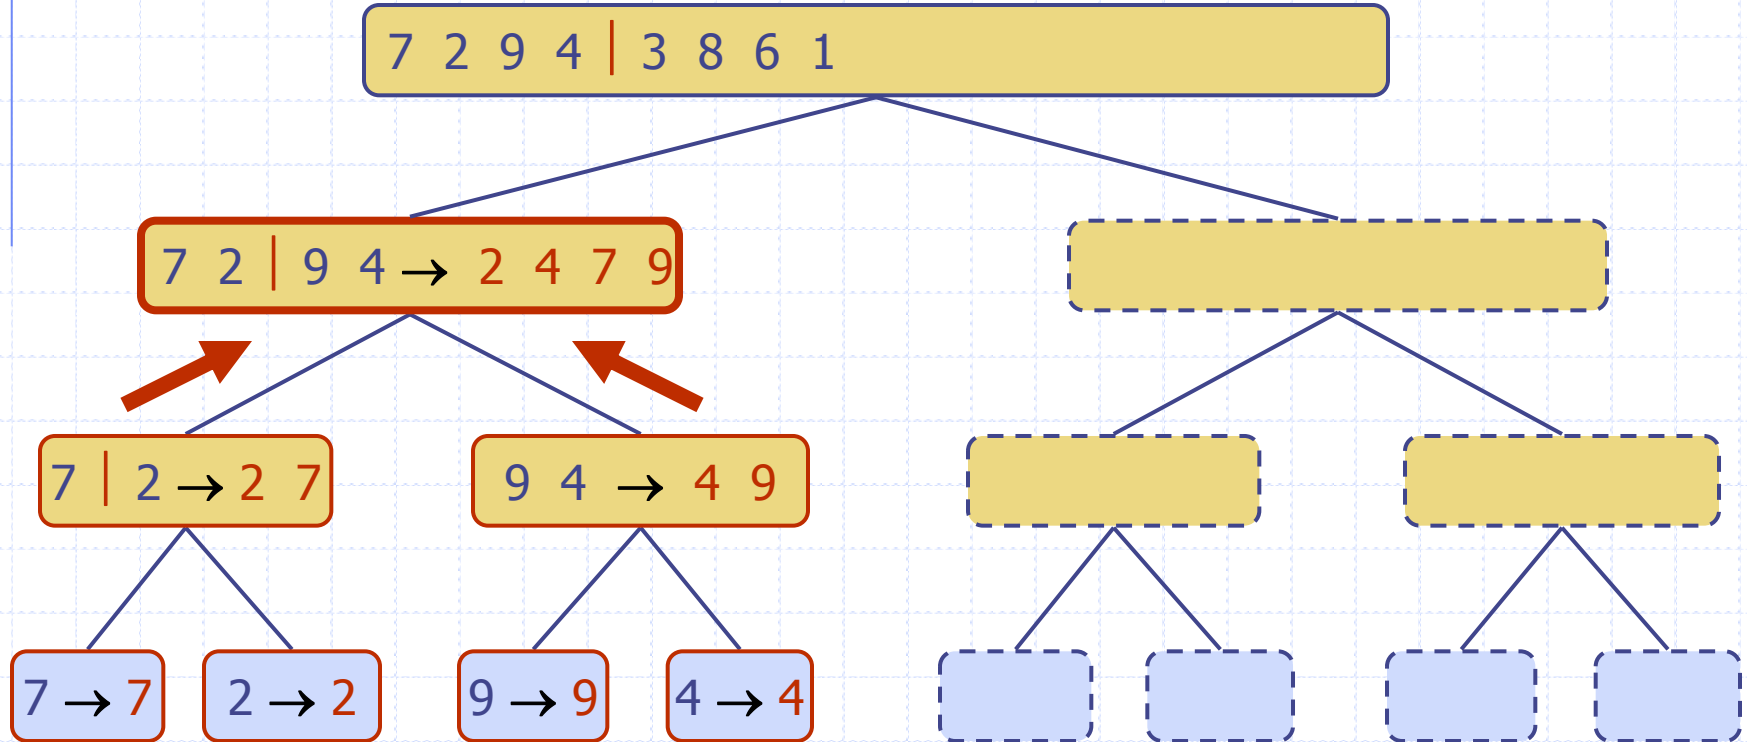 7 2 9 4 | 3 8 6 1
7 2 | 9 4 → 2 4 7 9
7 | 2 → 2 7
9 4 → 4 9
7 → 7
2 → 2
9 → 9
4 → 4